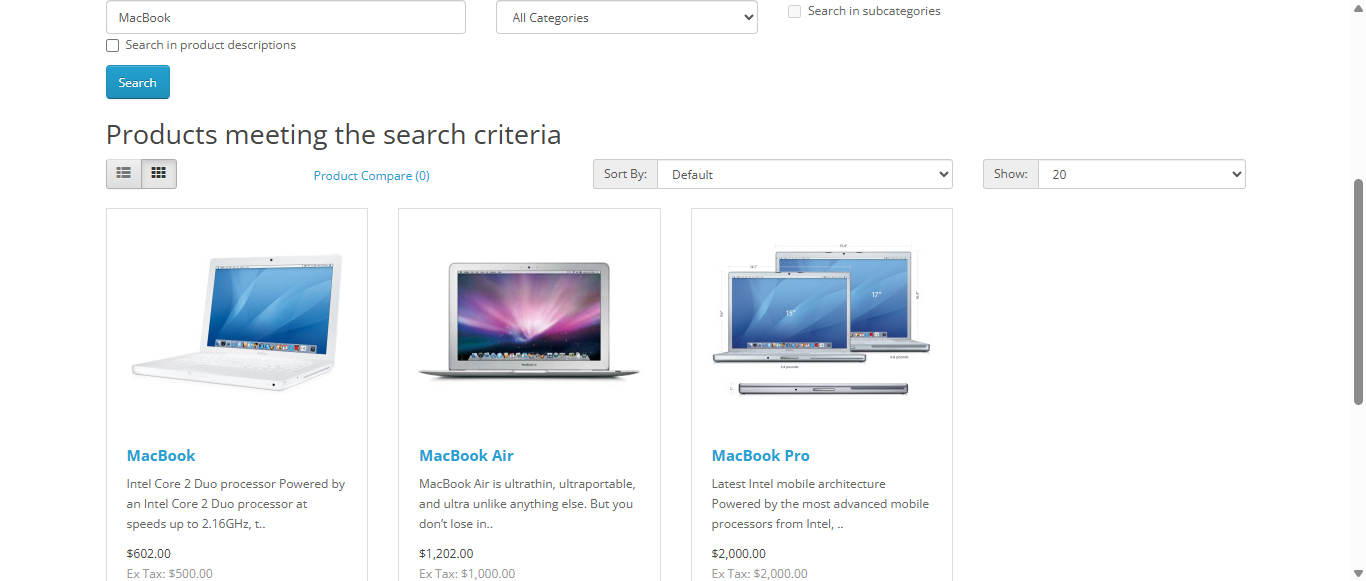 MacBook
All Categories
Search in subcategories
Search in product descriptions
Search
Products meeting the search criteria
Product Compare (0)
Sort By:
Default
Show:
20
15"
17"
MacBook
Intel Core 2 Duo processor Powered by
an Intel Core 2 Duo processor at
speeds up to 2.16GHz, t..
$602.00
Ex Tax: $500.00
MacBook Air
MacBook Air is ultrathin, ultraportable,
and ultra unlike anything else. But you
don’t lose in..
$1,202.00
Ex Tax: $1,000.00
MacBook Pro
Latest Intel mobile architecture
Powered by the most advanced mobile
processors from Intel, ..
$2,000.00
Ex Tax: $2,000.00